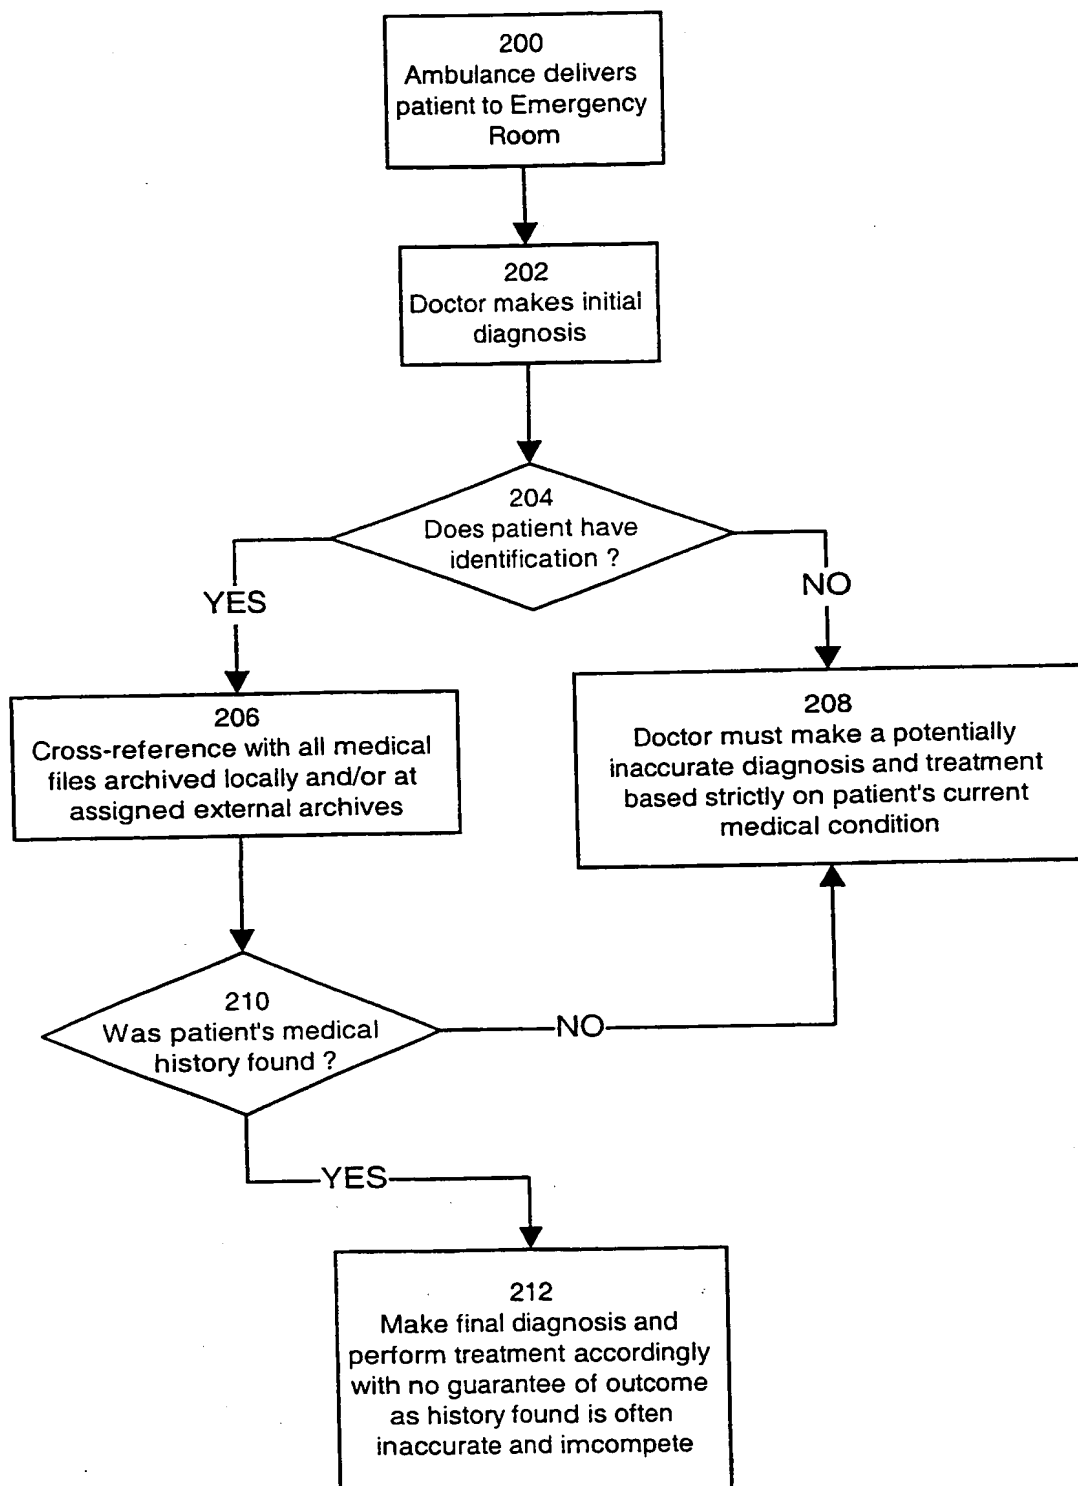 200
Ambulance delivers
patient to Emergency
Room
202
Doctor makes initial
diagnosis
204
Does patient have
identification ?
YES
NO
206
Cross-reference with all medical
files archived locally and/or at
assigned external archives
208
Doctor must make a potentially
inaccurate diagnosis and treatment
based strictly on patient's current
medical condition
210
Was patient's medical
history found ?
NO
YES
212
Make final diagnosis and
perform treatment accordingly
with no guarantee of outcome
as history found is often
inaccurate and imcompete